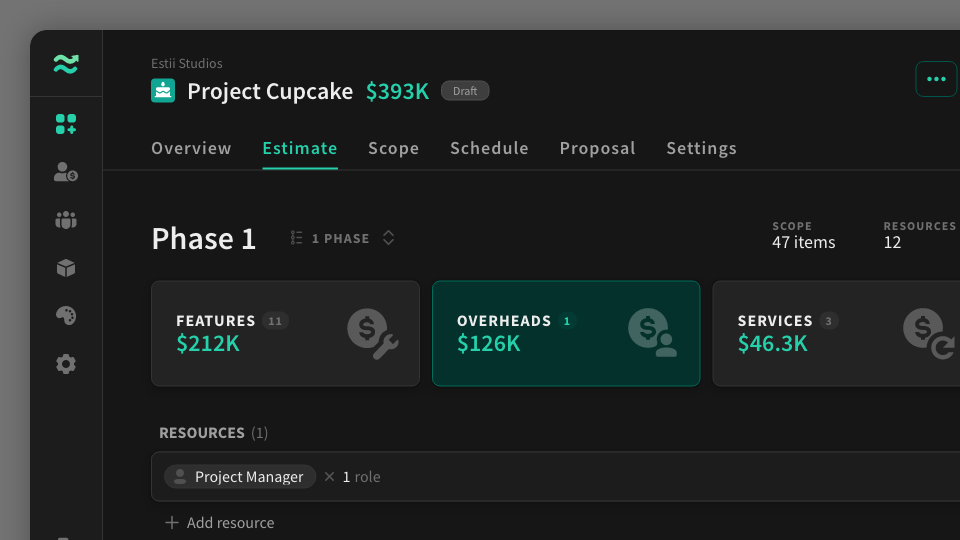 Estii Studios
Project Cupcake $393K Draft
Overview Estimate Scope Schedule Proposal Settings
Phase 1 1 PHASE
SCOPE
47 items
RESOURCES
12
FEATURES 11
$212K
OVERHEADS 1
$126K
SERVICES 3
$46.3K
RESOURCES (1)
Project Manager × 1 role
+ Add resource